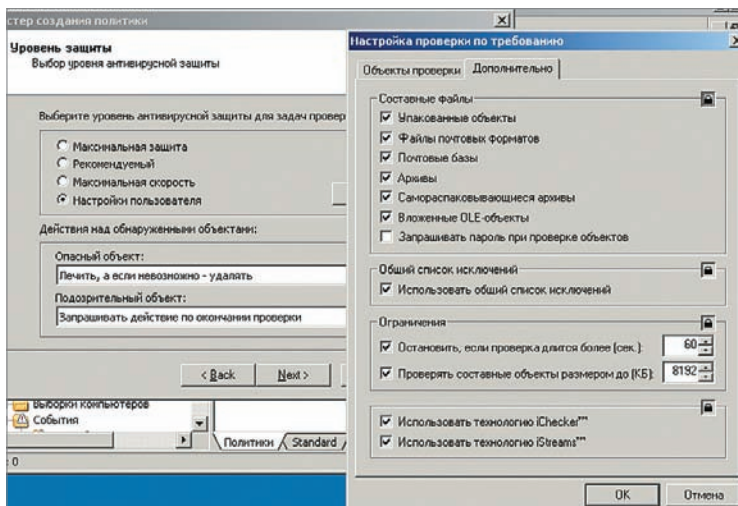 стер создания политики
Уровень защиты
Выбор уровня антивирусной защиты
Выберите уровень антивирусной защиты для задач провер
Максимальная защита
Рекомендуемый
Максимальная скорость
Настройки пользователя
Действия над обнаруженными объектами:
Опасный объект:
Лечить, а если невозможно - удалять
Подозрительный объект:
Запрашивать действие по окончании проверки
< Back Next >
Выборки компьютеров
События
Политики Standard
: 0
Настройка проверки по требованию
Объекты проверки Дополнительно
Составные файлы
Упакованные объекты
Файлы почтовых форматов
Почтовые базы
Архивы
Самораспаковывающиеся архивы
Вложенные OLE-объекты
Запрашивать пароль при проверке объектов
Общий список исключений
Использовать общий список исключений
Ограничения
Остановить, если проверка длится более (сек.): 60
Проверять составные объекты размером до (КБ): 8192
Использовать технологию iChecker™
Использовать технологию iStreams™
OK Отмена